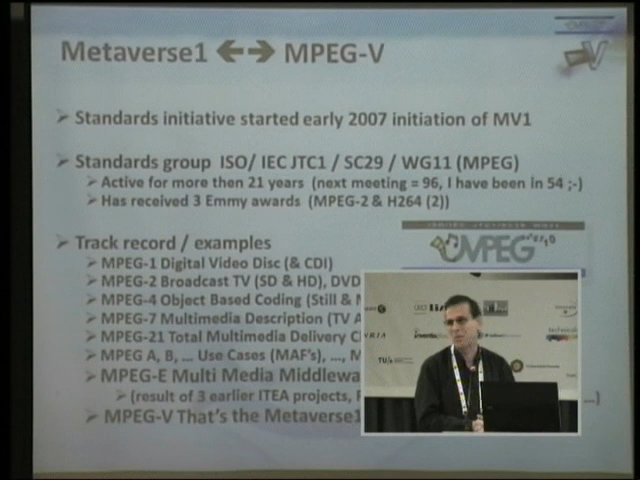 Metaverse1 ↔ MPEG-V
➢ Standards initiative started early 2007 initiation of MV1
➢ Standards group ISO/ IEC JTC1 / SC29 / WG11 (MPEG)
➢ Active for more then 21 years (next meeting = 96, I have been in 54 ;-)
➢ Has received 3 Emmy awards (MPEG-2 & H264 (2))
➢ Track record / examples
MPEG
➢ MPEG-1 Digital Video Disc (& CDI)
➢ MPEG-2 Broadcast TV (SD & HD), DVD
➢ MPEG-4 Object Based Coding (Still &
➢ MPEG-7 Multimedia Description (TV
➢ MPEG-21 Total Multimedia Delivery
➢ MPEG A, B, ... Use Cases (MAF's), ...,
➢ MPEG-E Multi Media
➢ (result of 3 earlier ITEA projects,
➢ MPEG-V That's the Metaverse1